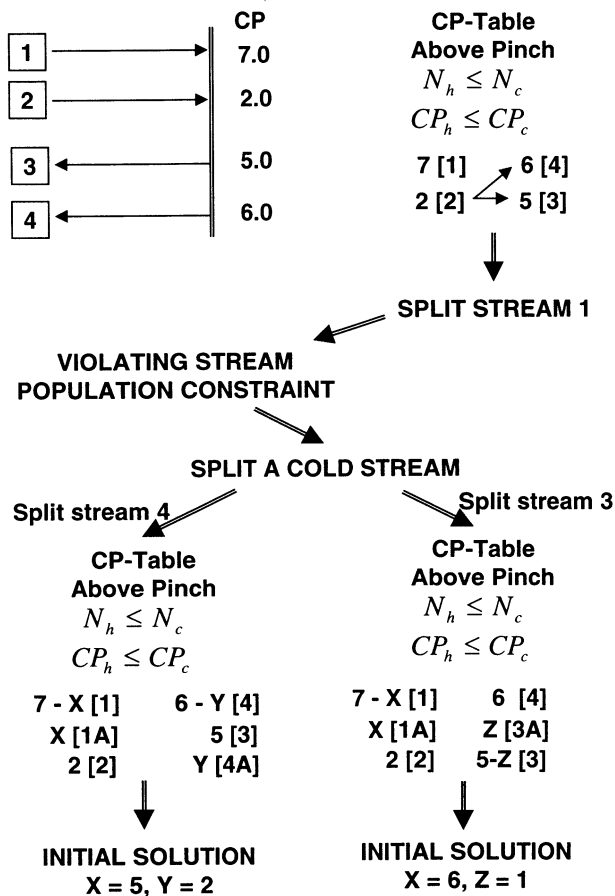 CP
1 7.0
2 2.0
3 5.0
4 6.0
CP-Table
Above Pinch
N_h ≤ N_c
CP_h ≤ CP_c
7 [1] 6 [4]
2 [2] 5 [3]
SPLIT STREAM 1
VIOLATING STREAM
POPULATION CONSTRAINT
SPLIT A COLD STREAM
Split stream 4
CP-Table
Above Pinch
N_h ≤ N_c
CP_h ≤ CP_c
7 - X [1] 6 - Y [4]
X [1A] 5 [3]
2 [2] Y [4A]
INITIAL SOLUTION
X = 5, Y = 2
Split stream 3
CP-Table
Above Pinch
N_h ≤ N_c
CP_h ≤ CP_c
7 - X [1] 6 [4]
X [1A] Z [3A]
2 [2] 5-Z [3]
INITIAL SOLUTION
X = 6, Z = 1